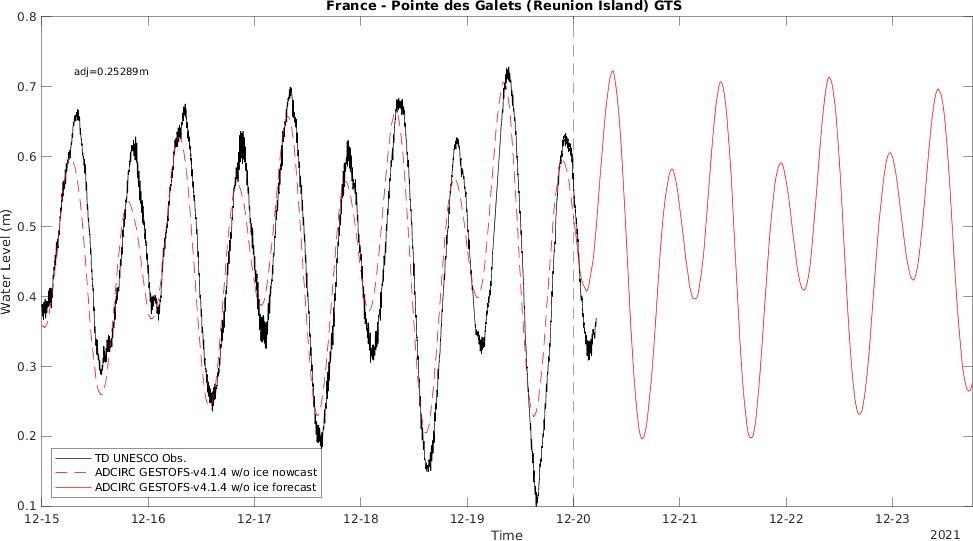 France - Pointe des Galets (Reunion Island) GTS
0.8
adj=0.25289m
0.7
0.6
0.5
Water Level (m)
0.4
0.3
0.2
TD UNESCO Obs.
ADCIRC GESTOFS-v4.1.4 w/o ice nowcast
ADCIRC GESTOFS-v4.1.4 w/o ice forecast
0.1
12-15 12-16 12-17 12-18 12-19 12-20 12-21 12-22 12-23
Time
2021